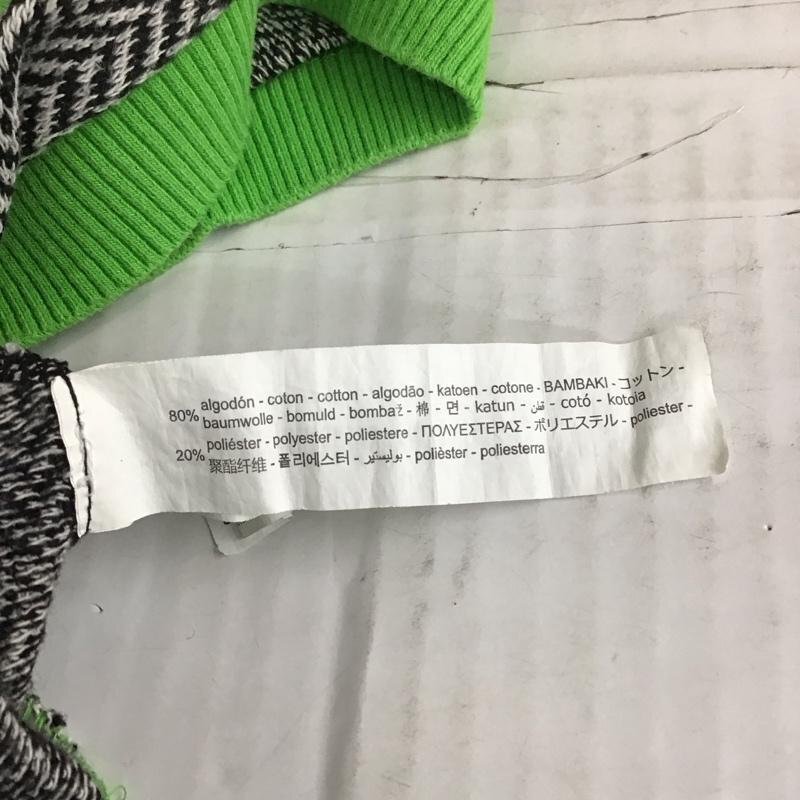 80% algodón - coton - cotton - algodão - katoen - cotone - BAMBAKI - コットン -
baumwolle - bomuld - bombaž - 棉 - 면 - katun - قطن - cotó - kotoia
20% poliéster - polyester - poliestere - ΠΟΛΥΕΣΤΕΡΑΣ - ポリエステル - poliester -
聚酯纤维 - 폴리에스터 - بوليستير - polièster - poliesterra